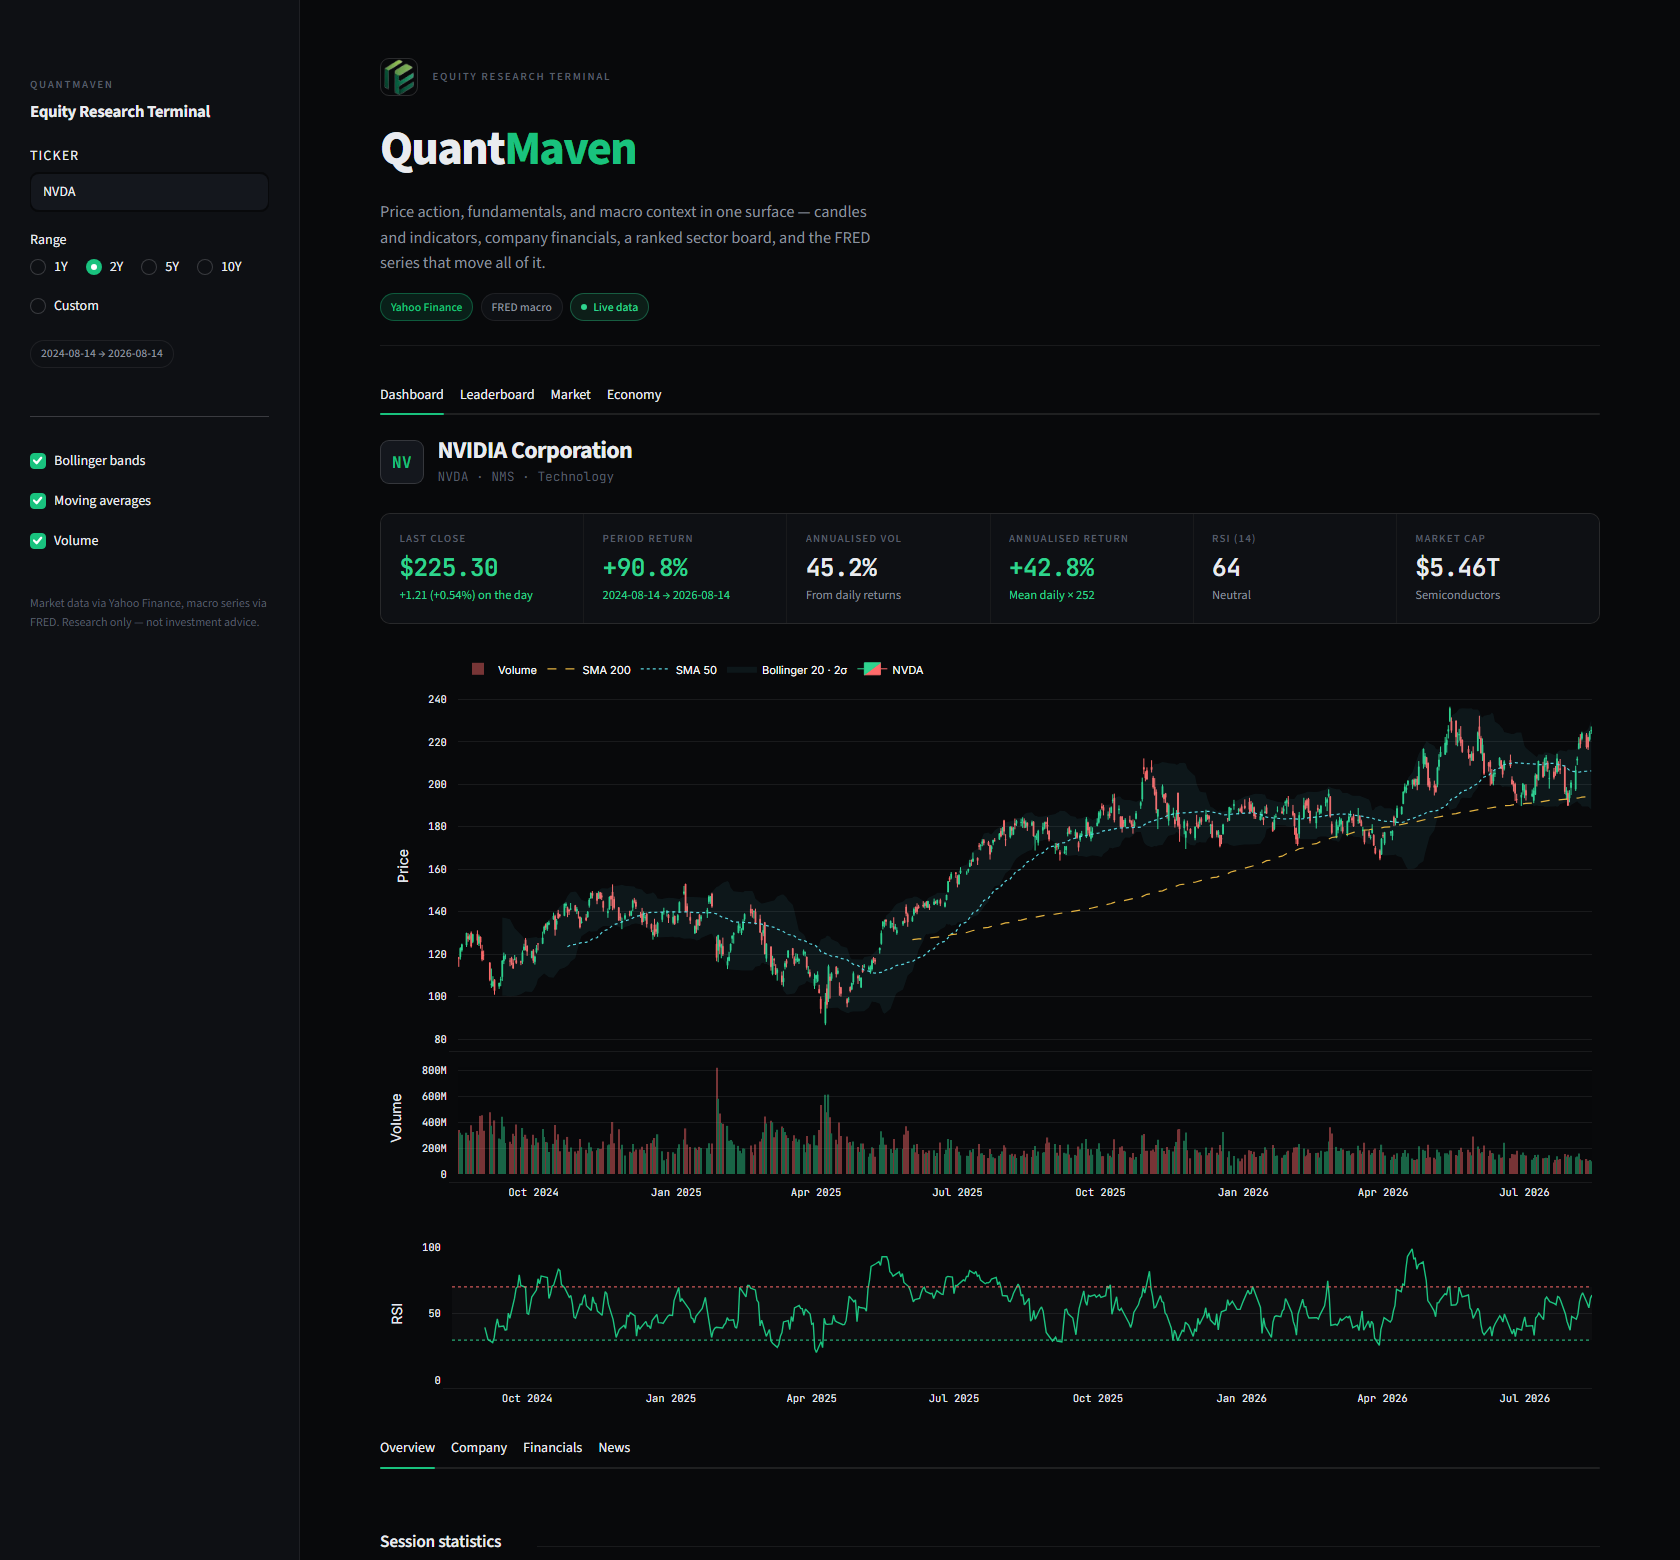 QUANTMAVEN
Equity Research Terminal
TICKER
NVDA
Range
1Y 2Y 5Y 10Y
Custom
2024-08-14 → 2026-08-14
Bollinger bands
Moving averages
Volume
Market data via Yahoo Finance, macro series via
FRED. Research only — not investment advice.
EQUITY RESEARCH TERMINAL
QuantMaven
Price action, fundamentals, and macro context in one surface — candles
and indicators, company financials, a ranked sector board, and the FRED
series that move all of it.
Yahoo Finance FRED macro Live data
Dashboard Leaderboard Market Economy
NV
NVIDIA Corporation
NVDA · NMS · Technology
LAST CLOSE
$225.30
+1.21 (+0.54%) on the day
PERIOD RETURN
+90.8%
2024-08-14 → 2026-08-14
ANNUALISED VOL
45.2%
From daily returns
ANNUALISED RETURN
+42.8%
Mean daily × 252
RSI (14)
64
Neutral
MARKET CAP
$5.46T
Semiconductors
Volume SMA 200 SMA 50 Bollinger 20 · 2σ NVDA
Price
240
220
200
180
160
140
120
100
80
Volume
800M
600M
400M
200M
0
Oct 2024 Jan 2025 Apr 2025 Jul 2025 Oct 2025 Jan 2026 Apr 2026 Jul 2026
RSI
100
50
0
Oct 2024 Jan 2025 Apr 2025 Jul 2025 Oct 2025 Jan 2026 Apr 2026 Jul 2026
Overview Company Financials News
Session statistics